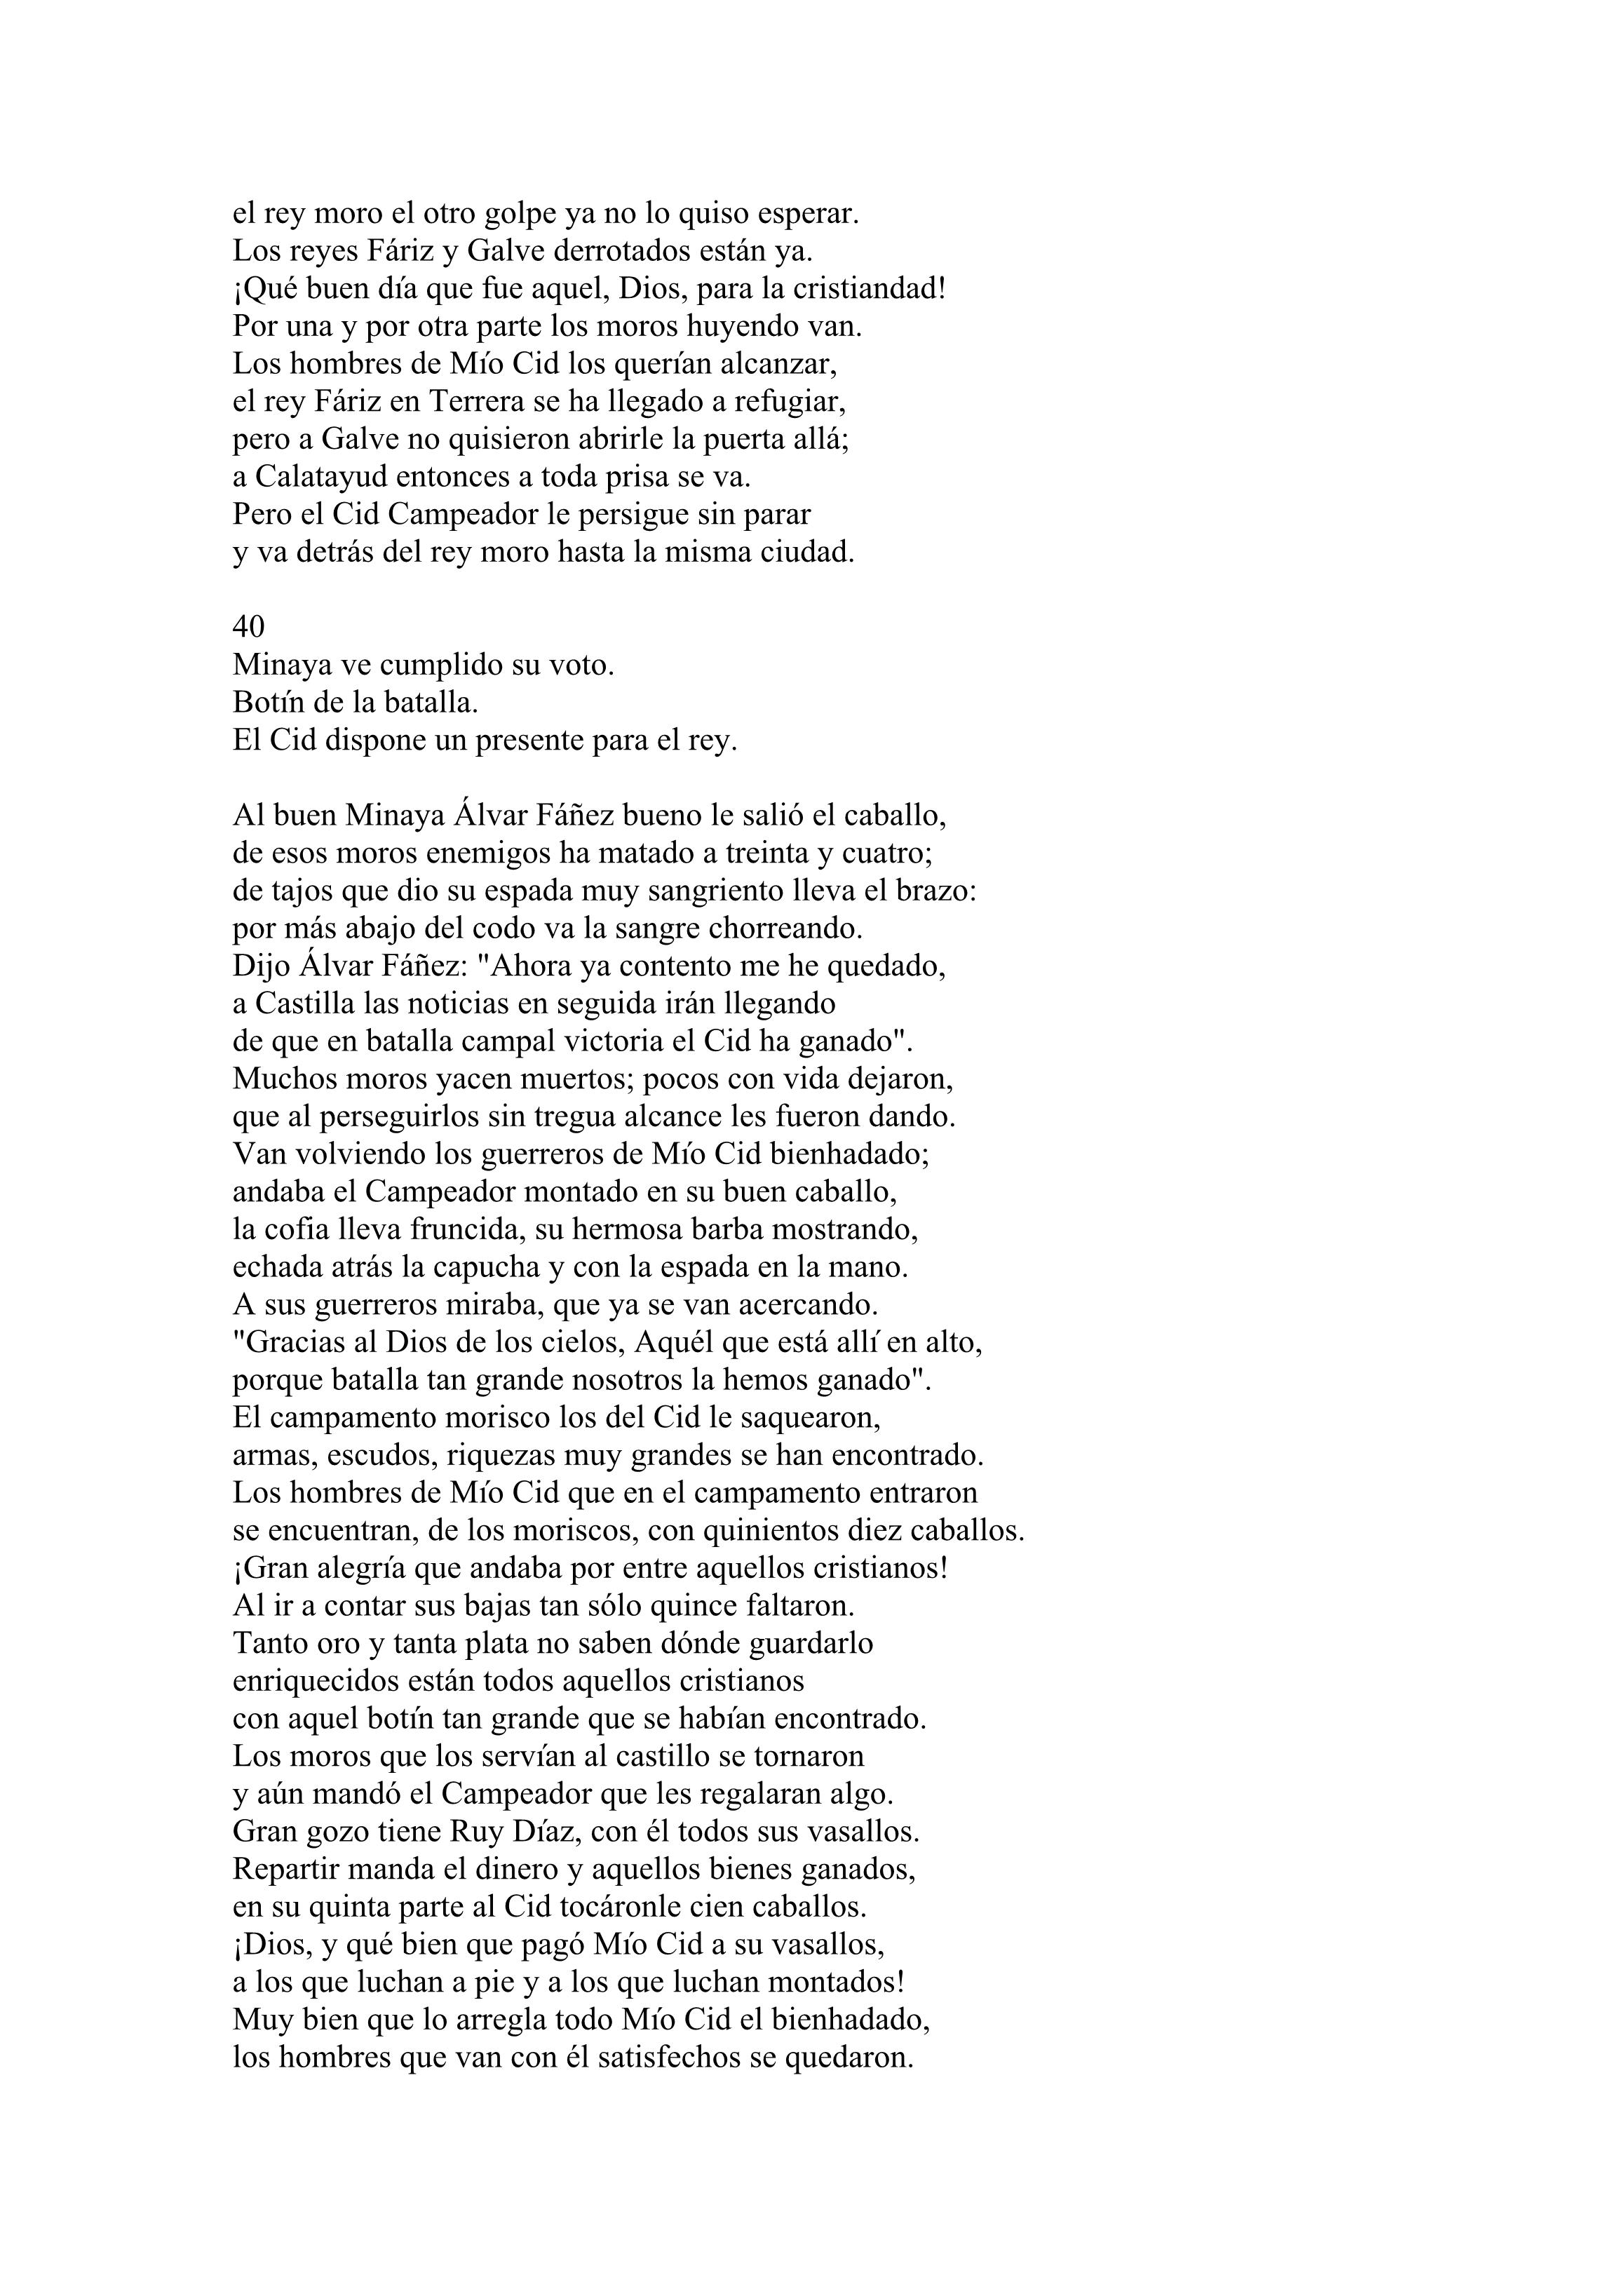 el rey moro el otro golpe ya no lo quiso esperar.
Los reyes Fáriz y Galve derrotados están ya.
¡Qué buen día que fue aquel, Dios, para la cristiandad!
Por una y por otra parte los moros huyendo van.
Los hombres de Mío Cid los querían alcanzar,
el rey Fáriz en Terrera se ha llegado a refugiar,
pero a Galve no quisieron abrirle la puerta allá;
a Calatayud entonces a toda prisa se va.
Pero el Cid Campeador le persigue sin parar
y va detrás del rey moro hasta la misma ciudad.

40
Minaya ve cumplido su voto.
Botín de la batalla.
El Cid dispone un presente para el rey.

Al buen Minaya Álvar Fáñez bueno le salió el caballo,
de esos moros enemigos ha matado a treinta y cuatro;
de tajos que dio su espada muy sangriento lleva el brazo:
por más abajo del codo va la sangre chorreando.
Dijo Álvar Fáñez: "Ahora ya contento me he quedado,
a Castilla las noticias en seguida irán llegando
de que en batalla campal victoria el Cid ha ganado".
Muchos moros yacen muertos; pocos con vida dejaron,
que al perseguirlos sin tregua alcance les fueron dando.
Van volviendo los guerreros de Mío Cid bienhadado;
andaba el Campeador montado en su buen caballo,
la cofia lleva fruncida, su hermosa barba mostrando,
echada atrás la capucha y con la espada en la mano.
A sus guerreros miraba, que ya se van acercando.
"Gracias al Dios de los cielos, Aquél que está allí en alto,
porque batalla tan grande nosotros la hemos ganado".
El campamento morisco los del Cid le saquearon,
armas, escudos, riquezas muy grandes se han encontrado.
Los hombres de Mío Cid que en el campamento entraron
se encuentran, de los moriscos, con quinientos diez caballos.
¡Gran alegría que andaba por entre aquellos cristianos!
Al ir a contar sus bajas tan sólo quince faltaron.
Tanto oro y tanta plata no saben dónde guardarlo
enriquecidos están todos aquellos cristianos
con aquel botín tan grande que se habían encontrado.
Los moros que los servían al castillo se tornaron
y aún mandó el Campeador que les regalaran algo.
Gran gozo tiene Ruy Díaz, con él todos sus vasallos.
Repartir manda el dinero y aquellos bienes ganados,
en su quinta parte al Cid tocáronle cien caballos.
¡Dios, y qué bien que pagó Mío Cid a su vasallos,
a los que luchan a pie y a los que luchan montados!
Muy bien que lo arregla todo Mío Cid el bienhadado,
los hombres que van con él satisfechos se quedaron.